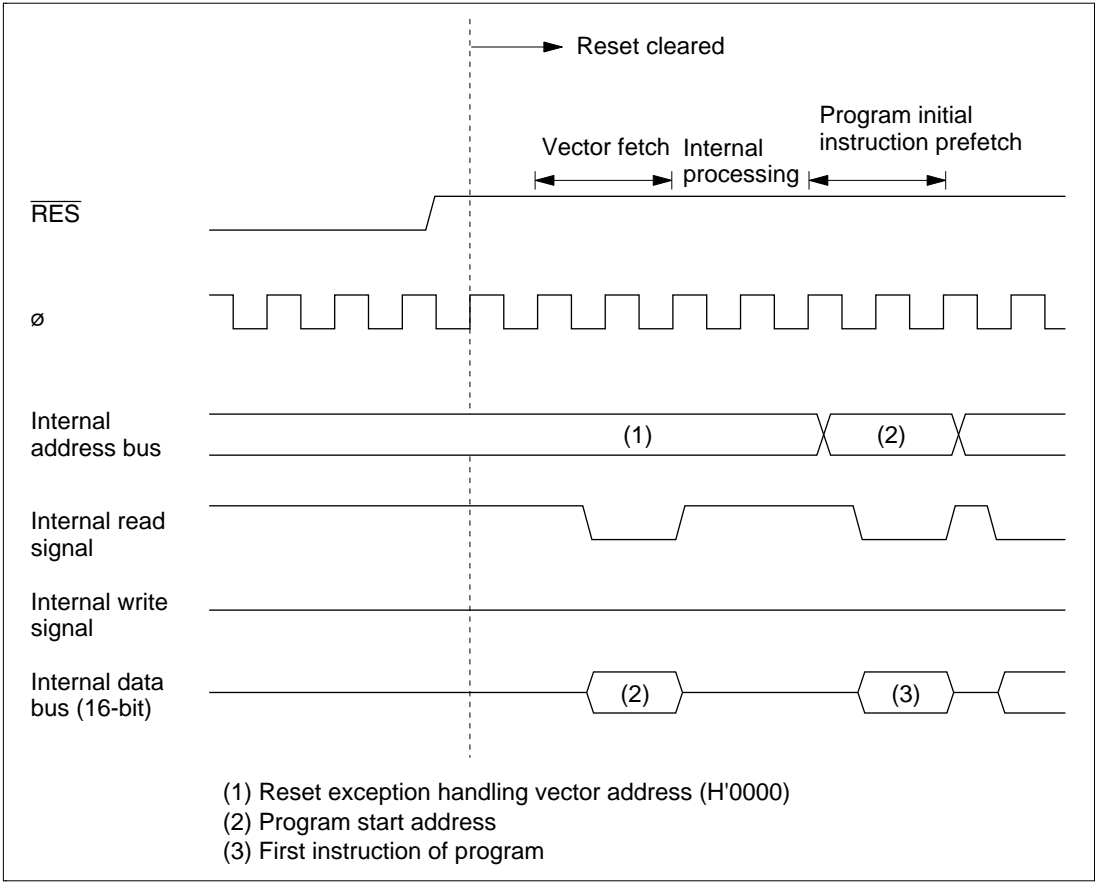 Reset cleared
Program initial
instruction prefetch
Vector fetch
Internal
processing
RES
ø
Internal
address bus
(1)
(2)
Internal read
signal
Internal write
signal
Internal data
bus (16-bit)
(2)
(3)
(1) Reset exception handling vector address (H'0000)
(2) Program start address
(3) First instruction of program